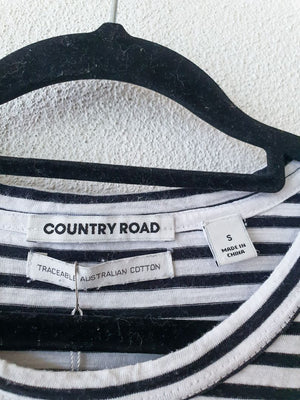 COUNTRY ROAD
TRACEABLE AUSTRALIAN COTTON
S
MADE IN
CHINA